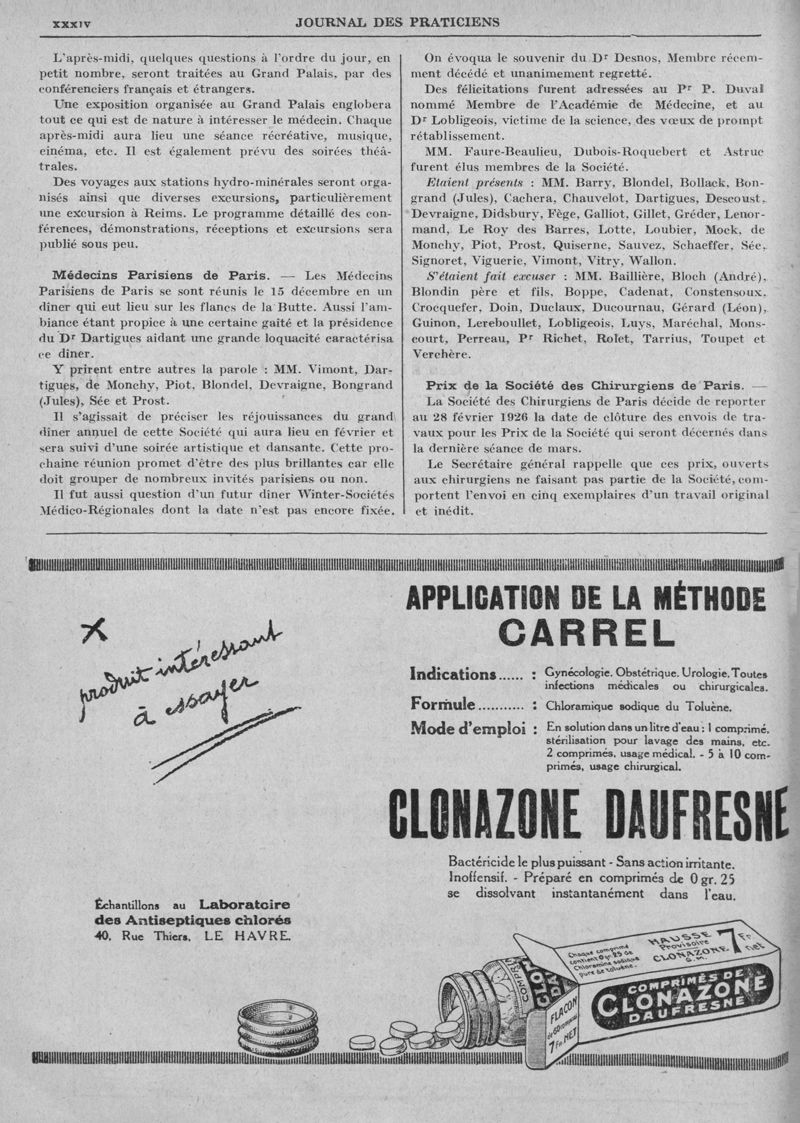 XXXIV
JOURNAL DES PRATICIENS
L'après-midi, quelques questions à l'ordre du jour, en
petit nombre, seront traitées au Grand Palais, par des
conférenciers français et étrangers.
Une exposition organisée au Grand Palais englobera
tout ce qui est de nature à intéresser le médecin. Chaque
après-midi aura lieu une séance récréative, musique,
cinéma, etc. Il est également prévu des soirées théâ-
trales.
Des voyages aux stations hydro-minérales seront orga-
nisés ainsi que diverses excursions, particulièrement
une excursion à Reims. Le programme détaillé des con-
férences, démonstrations, réceptions et excursions sera
publié sous peu.
Médecins Parisiens de Paris. — Les Médecins
Parisiens de Paris se sont réunis le 15 décembre en un
dîner qui eut lieu sur les flancs de la Butte. Aussi l'am-
biance étant propice à une certaine gaîté et la présidence
du Dr Dartigues aidant une grande loquacité caractérisa
ce dîner.
Y prirent entre autres la parole : MM. Vimont, Dar-
tigues, de Monchy, Piot, Blondel, Devraigne, Bongrand
(Jules), Sée et Prost.
Il s'agissait de préciser les réjouissances du grand
dîner annuel de cette Société qui aura lieu en février et
sera suivi d'une soirée artistique et dansante. Cette pro-
chaine réunion promet d'être des plus brillantes car elle
doit grouper de nombreux invités parisiens ou non.
Il fut aussi question d'un futur dîner Winter-Sociétés
Médico-Régionales dont la date n'est pas encore fixée.
On évoqua le souvenir du Dr Desnos, Membre récem-
ment décédé et unanimement regretté.
Des félicitations furent adressées au Pr P. Duval
nommé Membre de l'Académie de Médecine, et au
Dr Lobligeois, victime de la science, des vœux de prompt
rétablissement.
MM. Faure-Beaulieu, Dubois-Roquebert et Astruc
furent élus membres de la Société.
Etaient présents : MM. Barry, Blondel, Bollack, Bon-
grand (Jules), Cachera, Chauvelot, Dartigues, Descoust,
Devraigne, Didsbury, Fège, Galliot, Gillet, Gréder, Lenor-
mand, Le Roy des Barres, Lotte, Loubier, Mock, de
Monchy, Piot, Prost, Quiserne, Sauvez, Schaeffer, Sée,
Signoret, Viguerie, Vimont, Vitry, Wallon.
S'étaient fait excuser : MM. Baillière, Bloch (André),
Blondin père et fils, Boppe, Cadenat, Constensoux,
Crocquefer, Doin, Duclaux, Ducournau, Gérard (Léon),
Guinon, Lereboullet, Lobligeois, Luys, Maréchal, Mons-
court, Perreau, Pr Richet, Rolet, Tarrius, Toupet et
Verchère.
Prix de la Société des Chirurgiens de Paris. —
La Société des Chirurgiens de Paris décide de reporter
au 28 février 1926 la date de clôture des envois de tra-
vaux pour les Prix de la Société qui seront décernés dans
la dernière séance de mars.
Le Secrétaire général rappelle que ces prix, ouverts
aux chirurgiens ne faisant pas partie de la Société, com-
portent l'envoi en cinq exemplaires d'un travail original
et inédit.
produit intéressant
à essayer
Échantillons au Laboratoire
des Antiseptiques chlorés
40, Rue Thiers, LE HAVRE.
APPLICATION DE LA MÉTHODE
CARREL
Indications...... : Gynécologie. Obstétrique. Urologie. Toutes
infections médicales ou chirurgicales.
Formule........... : Chloramique sodique du Toluène.
Mode d'emploi : En solution dans un litre d'eau : 1 comprimé.
stérilisation pour lavage des mains, etc.
2 comprimés, usage médical. - 5 à 10 com-
primés, usage chirurgical.
CLONAZONE DAUFRESNE
Bactéricide le plus puissant - Sans action irritante.
Inoffensif. - Préparé en comprimés de 0 gr. 25
se dissolvant instantanément dans l'eau.
Chaque comprimé
contient 0 gr. 25 de
Chloramine sodique
pure de toluène.
HAUSSE
Provisoire
CLONAZONE
7 Fr net
COMPRIMÉS DE
CLONAZONE
DAUFRESNE
FLACON
de 60 comprimés
7 Fr NET